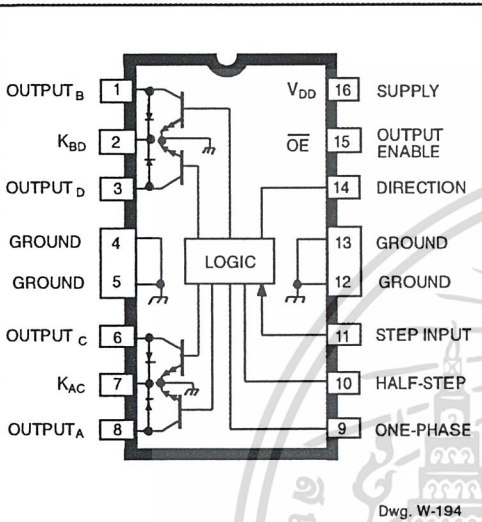 OUTPUT B 1 VDD 16 SUPPLY
KBD 2 OE 15 OUTPUT ENABLE
OUTPUT D 3 14 DIRECTION
GROUND 4 13 GROUND
LOGIC
GROUND 5 12 GROUND
OUTPUT C 6 11 STEP INPUT
KAC 7 10 HALF-STEP
OUTPUTA 8 9 ONE-PHASE
Dwg. W-194